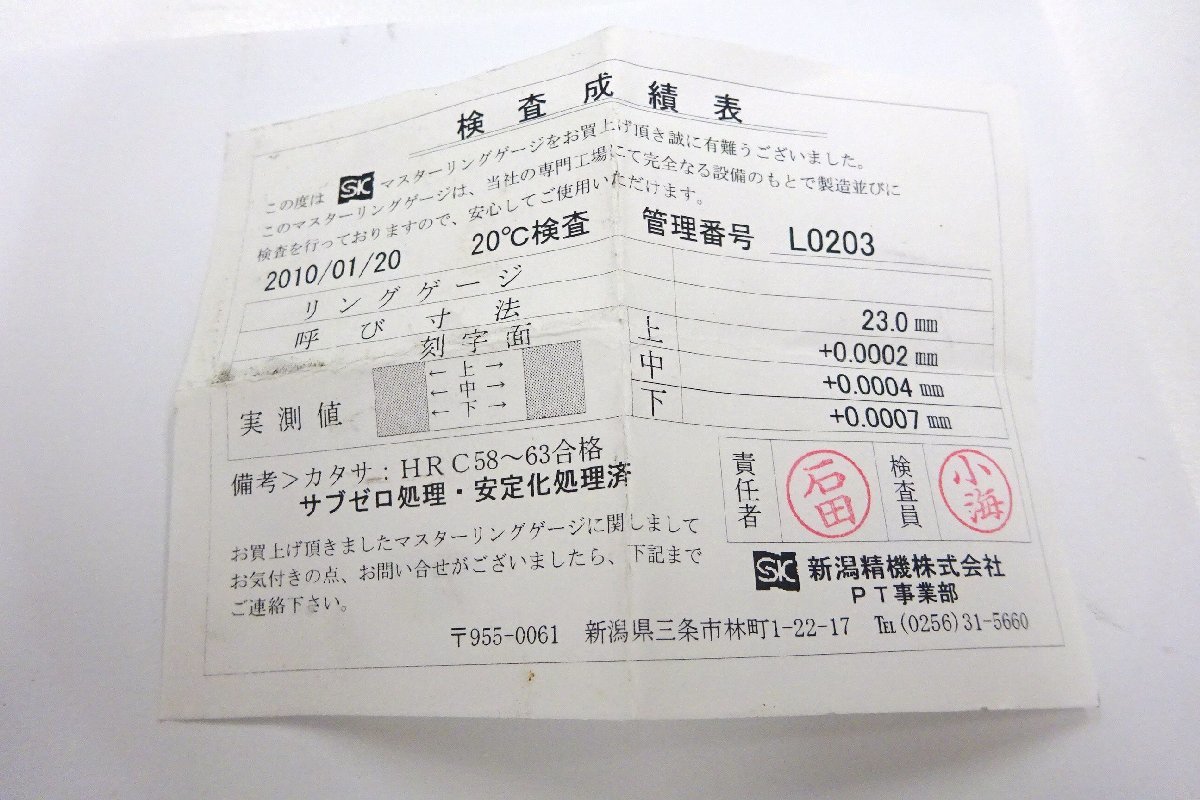 検査成績表
この度は SK マスターリングゲージをお買上げ頂き誠に有難うございました。
このマスターリングゲージは、当社の専門工場にて完全なる設備のもとで製造並びに
検査を行っておりますので、安心してご使用いただけます。
2010/01/20 20℃検査 管理番号 L0203
リングゲージ
呼び寸法 23.0 mm
刻字面
実測値
← 上 →
← 中 →
← 下 →
上 +0.0002 mm
中 +0.0004 mm
下 +0.0007 mm
備考>カタサ:HRC58~63合格
サブゼロ処理・安定化処理済
責任者 石田 検査員 小海
お買上げ頂きましたマスターリングゲージに関しまして
お気付きの点、お問い合せがございましたら、下記まで
ご連絡下さい。
SK 新潟精機株式会社
PT事業部
〒955-0061 新潟県三条市林町1-22-17 ℡(0256)31-5660